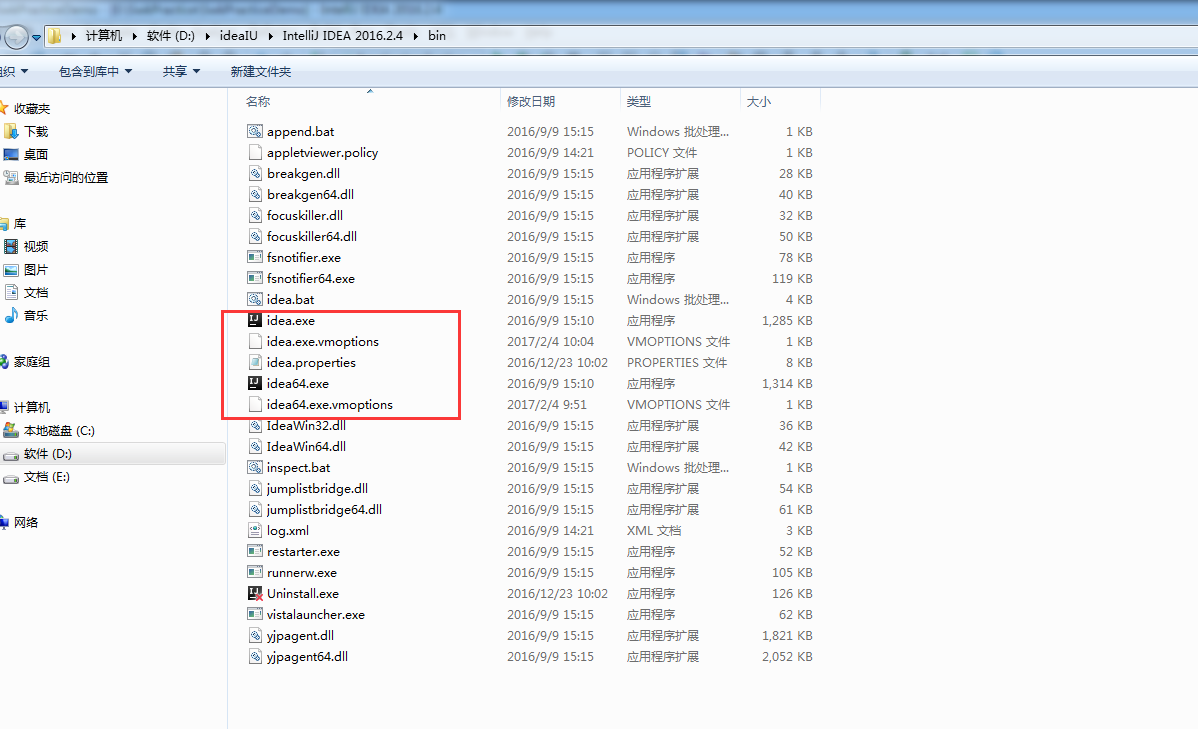 计算机 软件 (D:) ideaIU IntelliJ IDEA 2016.2.4 bin
组织 包含到库中 共享 新建文件夹
名称 修改日期 类型 大小
收藏夹
下载
桌面
最近访问的位置
库
视频
图片
文档
音乐
家庭组
计算机
本地磁盘 (C:)
软件 (D:)
文档 (E:)
网络
append.bat 2016/9/9 15:15 Windows 批处理... 1 KB
appletviewer.policy 2016/9/9 14:21 POLICY 文件 1 KB
breakgen.dll 2016/9/9 15:15 应用程序扩展 28 KB
breakgen64.dll 2016/9/9 15:15 应用程序扩展 40 KB
focuskiller.dll 2016/9/9 15:15 应用程序扩展 32 KB
focuskiller64.dll 2016/9/9 15:15 应用程序扩展 50 KB
fsnotifier.exe 2016/9/9 15:15 应用程序 78 KB
fsnotifier64.exe 2016/9/9 15:15 应用程序 119 KB
idea.bat 2016/9/9 15:15 Windows 批处理... 4 KB
idea.exe 2016/9/9 15:10 应用程序 1,285 KB
idea.exe.vmoptions 2017/2/4 10:04 VMOPTIONS 文件 1 KB
idea.properties 2016/12/23 10:02 PROPERTIES 文件 8 KB
idea64.exe 2016/9/9 15:10 应用程序 1,314 KB
idea64.exe.vmoptions 2017/2/4 9:51 VMOPTIONS 文件 1 KB
IdeaWin32.dll 2016/9/9 15:15 应用程序扩展 36 KB
IdeaWin64.dll 2016/9/9 15:15 应用程序扩展 42 KB
inspect.bat 2016/9/9 15:15 Windows 批处理... 1 KB
jumplistbridge.dll 2016/9/9 15:15 应用程序扩展 54 KB
jumplistbridge64.dll 2016/9/9 15:15 应用程序扩展 61 KB
log.xml 2016/9/9 14:21 XML 文档 3 KB
restarter.exe 2016/9/9 15:15 应用程序 52 KB
runnerw.exe 2016/9/9 15:15 应用程序 105 KB
Uninstall.exe 2016/12/23 10:02 应用程序 126 KB
vistalauncher.exe 2016/9/9 15:15 应用程序 62 KB
yjpagent.dll 2016/9/9 15:15 应用程序扩展 1,821 KB
yjpagent64.dll 2016/9/9 15:15 应用程序扩展 2,052 KB